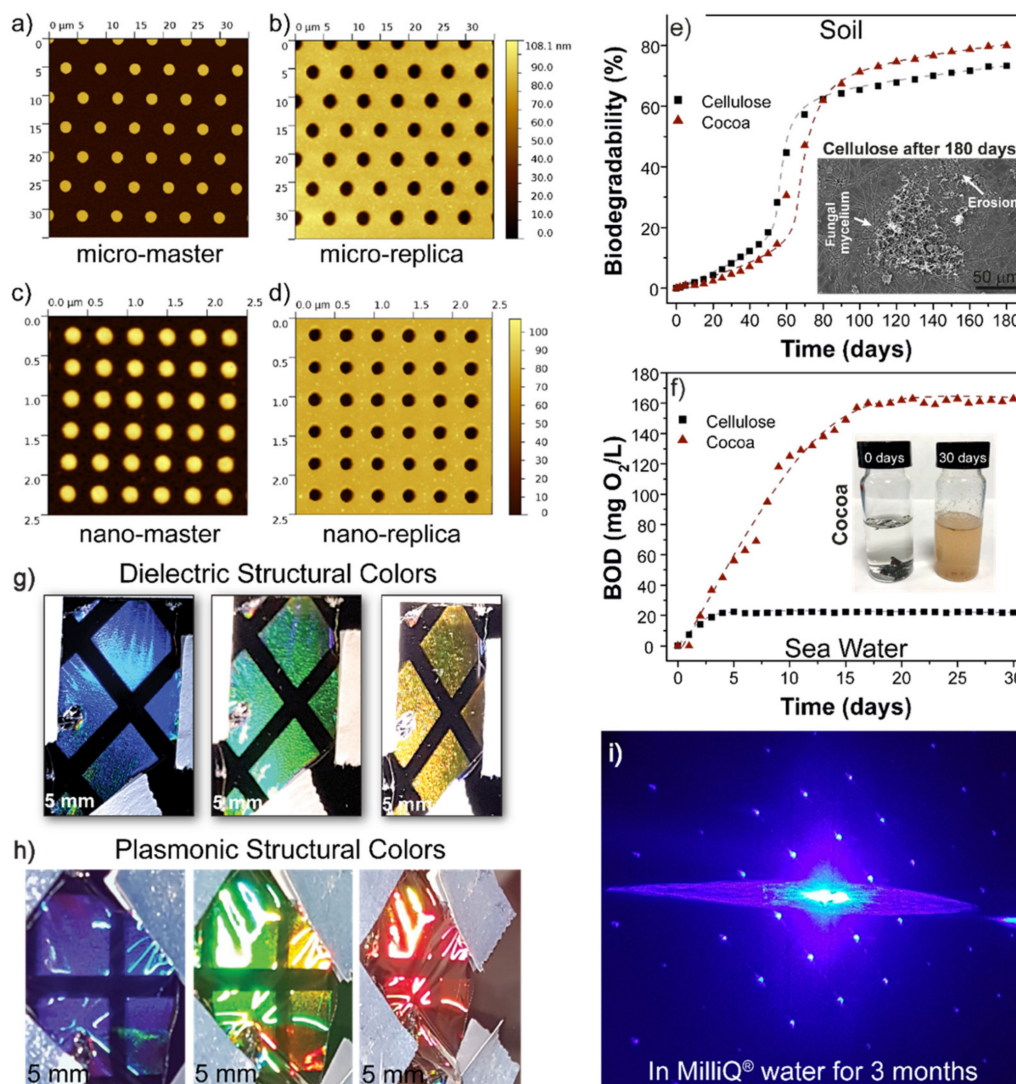 a)
0 µm 5 10 15 20 25 30
0
5
10
15
20
25
30
micro-master
b)
0 µm 5 10 15 20 25 30
108.1 nm
90.0
80.0
70.0
60.0
50.0
40.0
30.0
20.0
10.0
0.0
micro-replica
c)
0.0 µm 0.5 1.0 1.5 2.0 2.5
0.0
0.5
1.0
1.5
2.0
2.5
nano-master
d)
0.0 µm 0.5 1.0 1.5 2.0 2.5
100
90
80
70
60
50
40
30
20
10
0
nano-replica
e)
Soil
Biodegradability (%)
80
60
40
20
0
Cellulose
Cocoa
Cellulose after 180 days
Fungal
mycelium
Erosion
50 µm
0 20 40 60 80 100 120 140 160 180
Time (days)
f)
BOD (mg O₂/L)
180
160
140
120
100
80
60
40
20
0
Cellulose
Cocoa
0 days
30 days
Cocoa
Sea Water
0 5 10 15 20 25 30
Time (days)
g)
Dielectric Structural Colors
5 mm
5 mm
5 mm
h)
Plasmonic Structural Colors
5 mm
5 mm
5 mm
i)
In MilliQ® water for 3 months